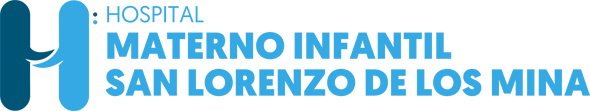 HOSPITAL
MATERNO INFANTIL
SAN LORENZO DE LOS MINA